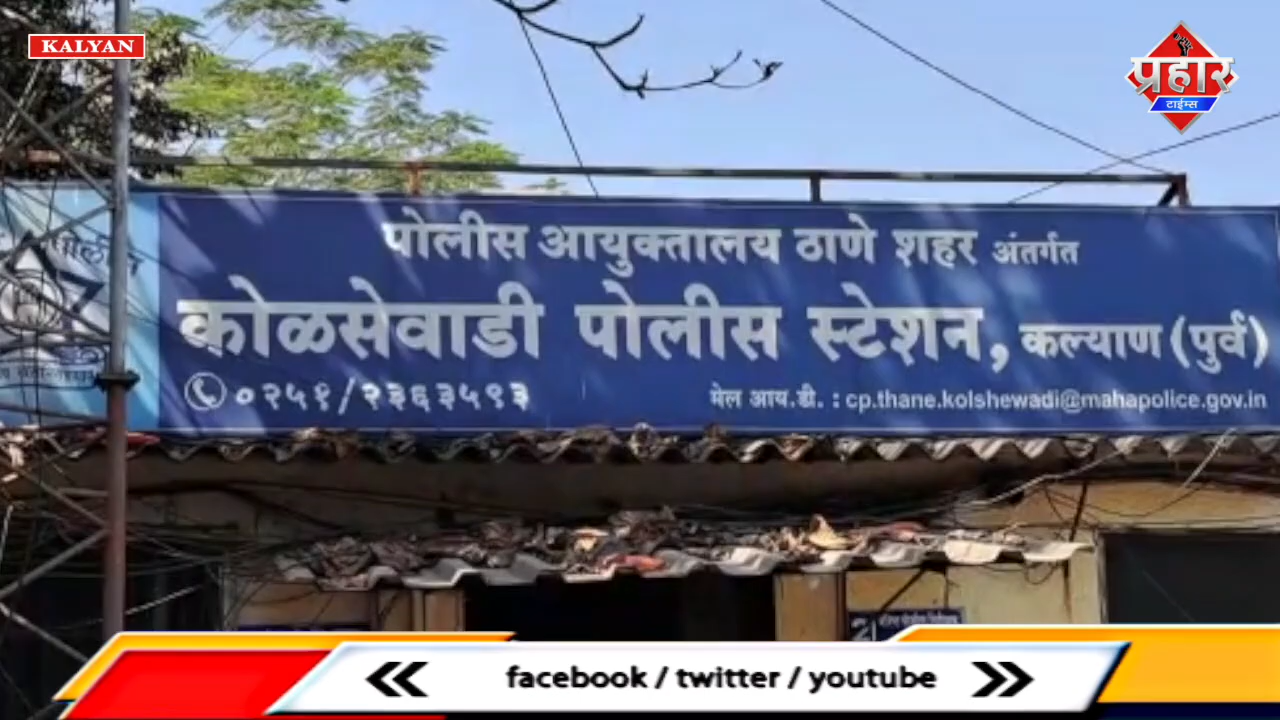 KALYAN
प्रहार
टाईम्स
पोलीस आयुक्तालय ठाणे शहर अंतर्गत
कोळसेवाडी पोलीस स्टेशन, कल्याण (पुर्व)
०२५१/२३६३५९३
मेल आय.डी. : cp.thane.kolshewadi@mahapolice.gov.in
facebook / twitter / youtube